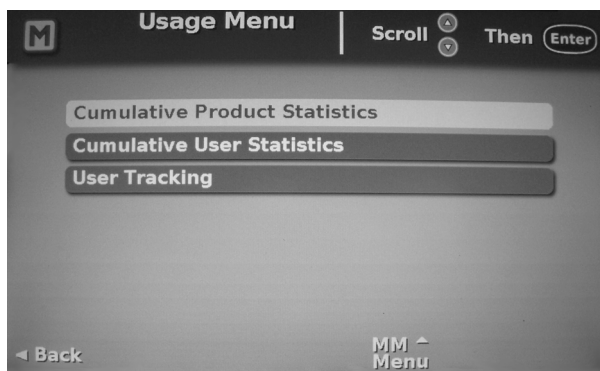 M Usage Menu Scroll Then Enter
Cumulative Product Statistics
Cumulative User Statistics
User Tracking
Back MM
Menu